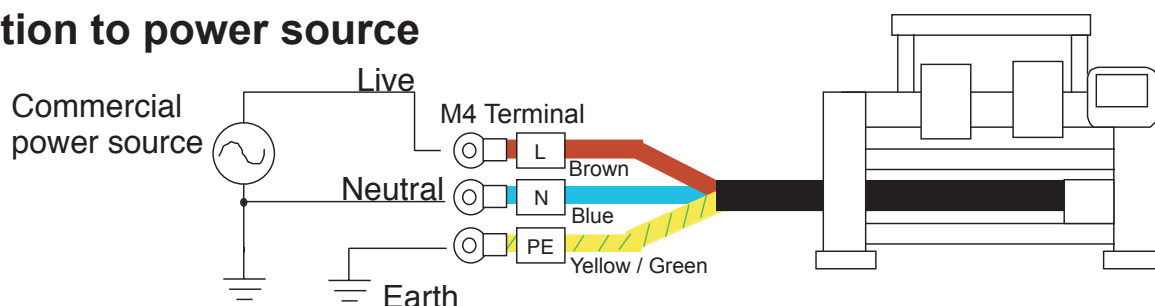 tion to power source
Live
Commercial
power source
M4 Terminal
L
Brown
Neutral
N
Blue
PE
Yellow / Green
Earth